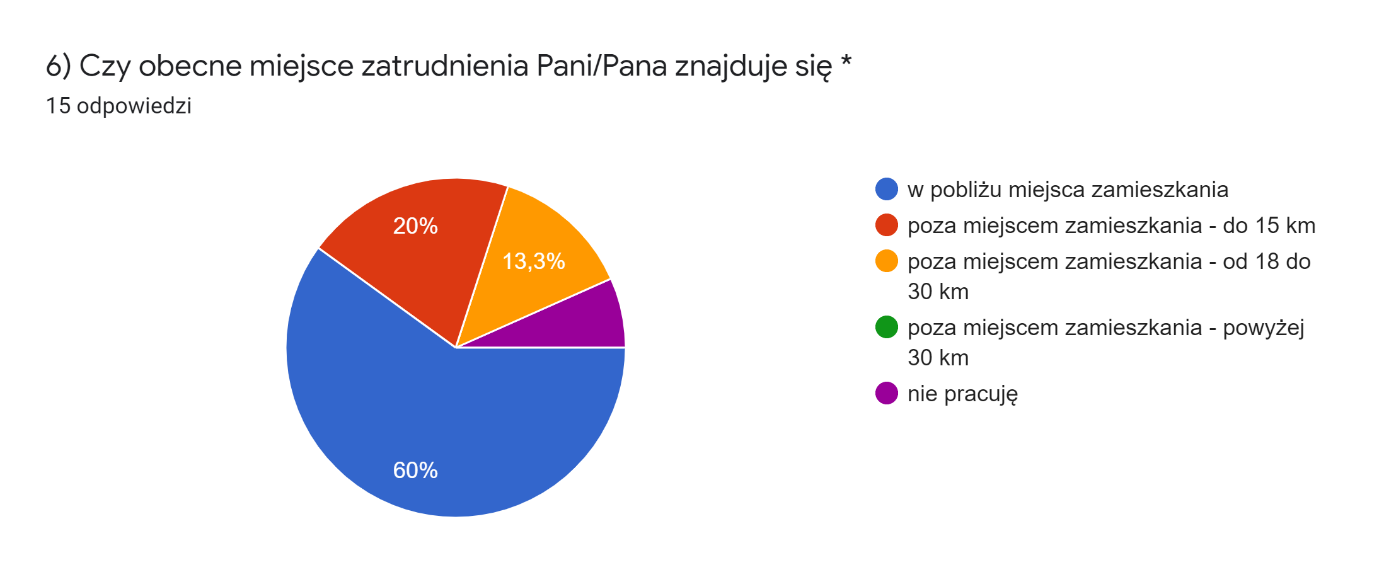 6) Czy obecne miejsce zatrudnienia Pani/Pana znajduje się *
15 odpowiedzi
20%
13,3%
60%
w pobliżu miejsca zamieszkania
poza miejscem zamieszkania - do 15 km
poza miejscem zamieszkania - od 18 do
30 km
poza miejscem zamieszkania - powyżej
30 km
nie pracuję